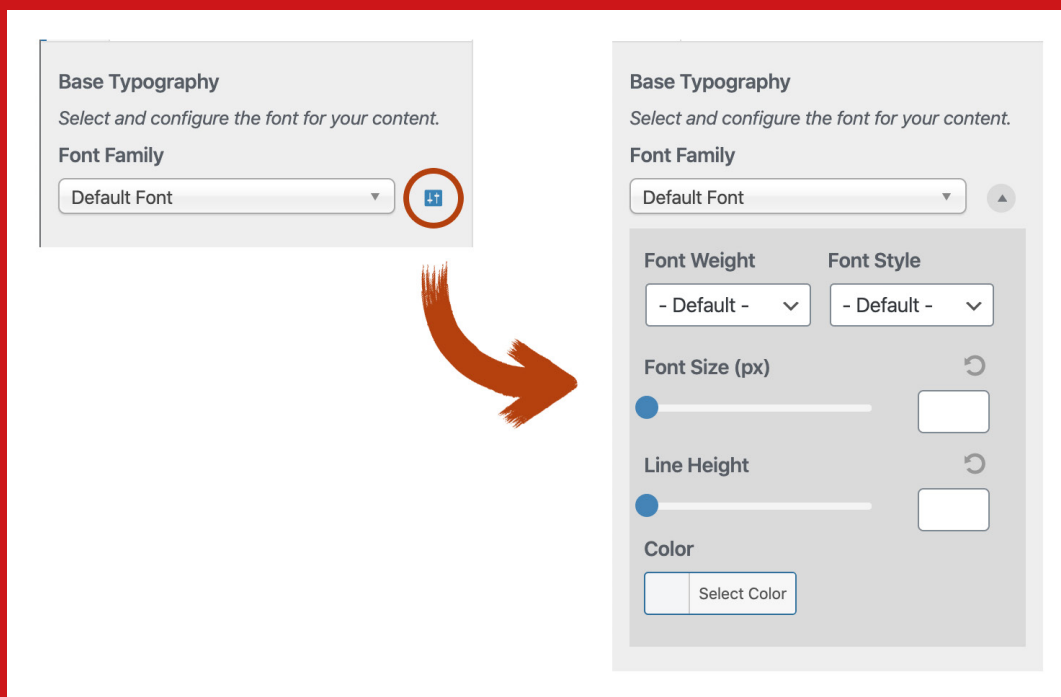 Base Typography
Select and configure the font for your content.
Font Family
Default Font
Base Typography
Select and configure the font for your content.
Font Family
Default Font
Font Weight Font Style
- Default - - Default -
Font Size (px)
Line Height
Color
Select Color